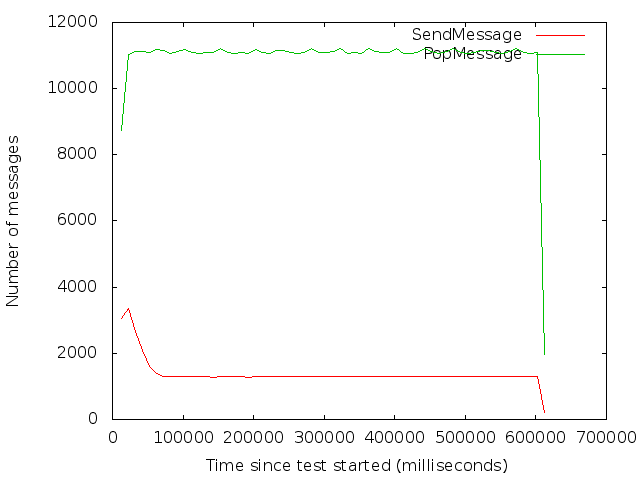 12000
10000
8000
6000
4000
2000
0
Number of messages
SendMessage
PopMessage
0 100000 200000 300000 400000 500000 600000 700000
Time since test started (milliseconds)